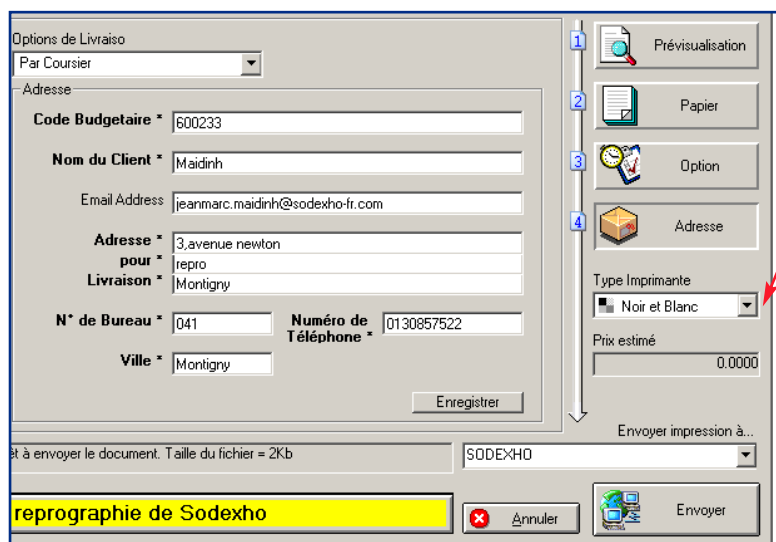 Options de Livraiso
Par Coursier
Adresse
Code Budgetaire * 600233
Nom du Client * Maidinh
Email Address jeanmarc.maidinh@sodexho-fr.com
Adresse * 3,avenue newton
pour * repro
Livraison * Montigny
N° de Bureau * 041 Numéro de Téléphone * 0130857522
Ville * Montigny
Enregistrer
1 Prévisualisation
2 Papier
3 Option
4 Adresse
Type Imprimante
Noir et Blanc
Prix estimé
0.0000
Envoyer impression à...
êt à envoyer le document. Taille du fichier = 2Kb SODEXHO
reprographie de Sodexho Annuler Envoyer